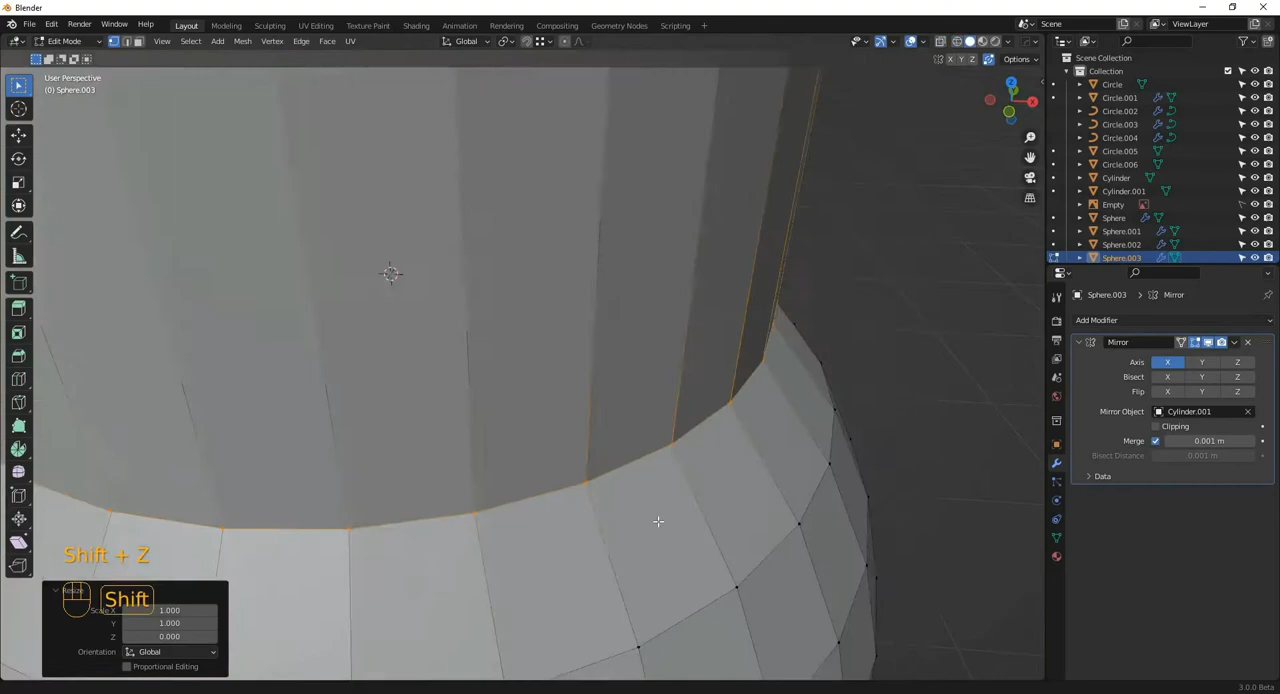 Blender
File Edit Render Window Help Layout Modeling Sculpting UV Editing Texture Paint Shading Animation Rendering Compositing Geometry Nodes Scripting + Scene ViewLayer
Edit Mode View Select Add Mesh Vertex Edge Face UV Global
X Y Z Options
User Perspective
(0) Sphere.003
Z
X
Scene Collection
Collection
Circle
Circle.001
Circle.002
Circle.003
Circle.004
Circle.005
Circle.006
Cylinder
Cylinder.001
Empty
Sphere
Sphere.001
Sphere.002
Sphere.003
Sphere.003 > Mirror
Add Modifier
Mirror
Axis X Y Z
Bisect X Y Z
Flip X Y Z
Mirror Object Cylinder.001
Clipping
Merge 0.001 m
Bisect Distance 0.001 m
Data
Shift + Z
Shift
Resize
Scale X 1.000
Y 1.000
Z 0.000
Orientation Global
Proportional Editing
3.0.0 Beta